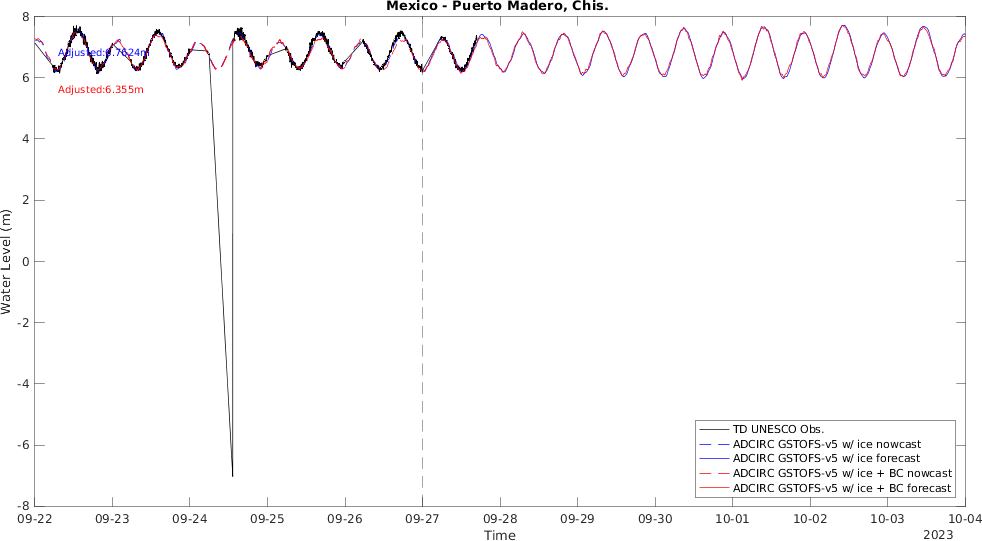 Mexico - Puerto Madero, Chis.
8
6
4
2
0
-2
-4
-6
-8
Water Level (m)
Adjusted:6.7624m
Adjusted:6.355m
TD UNESCO Obs.
ADCIRC GSTOFS-v5 w/ ice nowcast
ADCIRC GSTOFS-v5 w/ ice forecast
ADCIRC GSTOFS-v5 w/ ice + BC nowcast
ADCIRC GSTOFS-v5 w/ ice + BC forecast
09-22 09-23 09-24 09-25 09-26 09-27 09-28 09-29 09-30 10-01 10-02 10-03 10-04
Time
2023